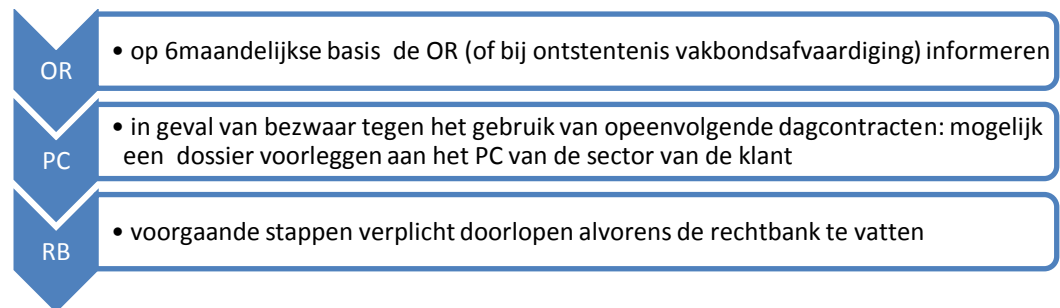 OR
• op 6maandelijkse basis de OR (of bij ontstentenis vakbondsafvaardiging) informeren
PC
• in geval van bezwaar tegen het gebruik van opeenvolgende dagcontracten: mogelijk
een dossier voorleggen aan het PC van de sector van de klant
RB
• voorgaande stappen verplicht doorlopen alvorens de rechtbank te vatten